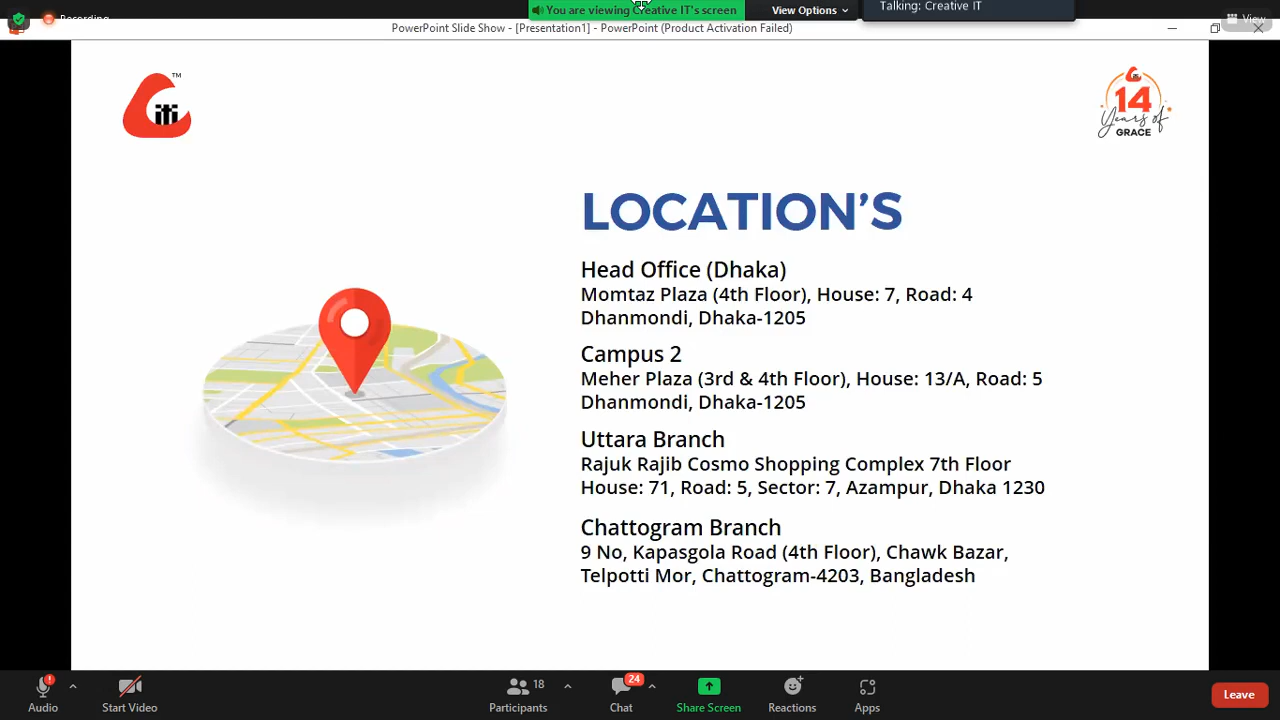 Recording
You are viewing Creative IT's screen
View Options
Talking: Creative IT
View
PowerPoint Slide Show - [Presentation1] - PowerPoint (Product Activation Failed)
iti
TM
14
Years of
GRACE
LOCATION’S
Head Office (Dhaka)
Momtaz Plaza (4th Floor), House: 7, Road: 4
Dhanmondi, Dhaka-1205
Campus 2
Meher Plaza (3rd & 4th Floor), House: 13/A, Road: 5
Dhanmondi, Dhaka-1205
Uttara Branch
Rajuk Rajib Cosmo Shopping Complex 7th Floor
House: 71, Road: 5, Sector: 7, Azampur, Dhaka 1230
Chattogram Branch
9 No, Kapasgola Road (4th Floor), Chawk Bazar,
Telpotti Mor, Chattogram-4203, Bangladesh
Audio
Start Video
18
Participants
24
Chat
Share Screen
Reactions
Apps
Leave